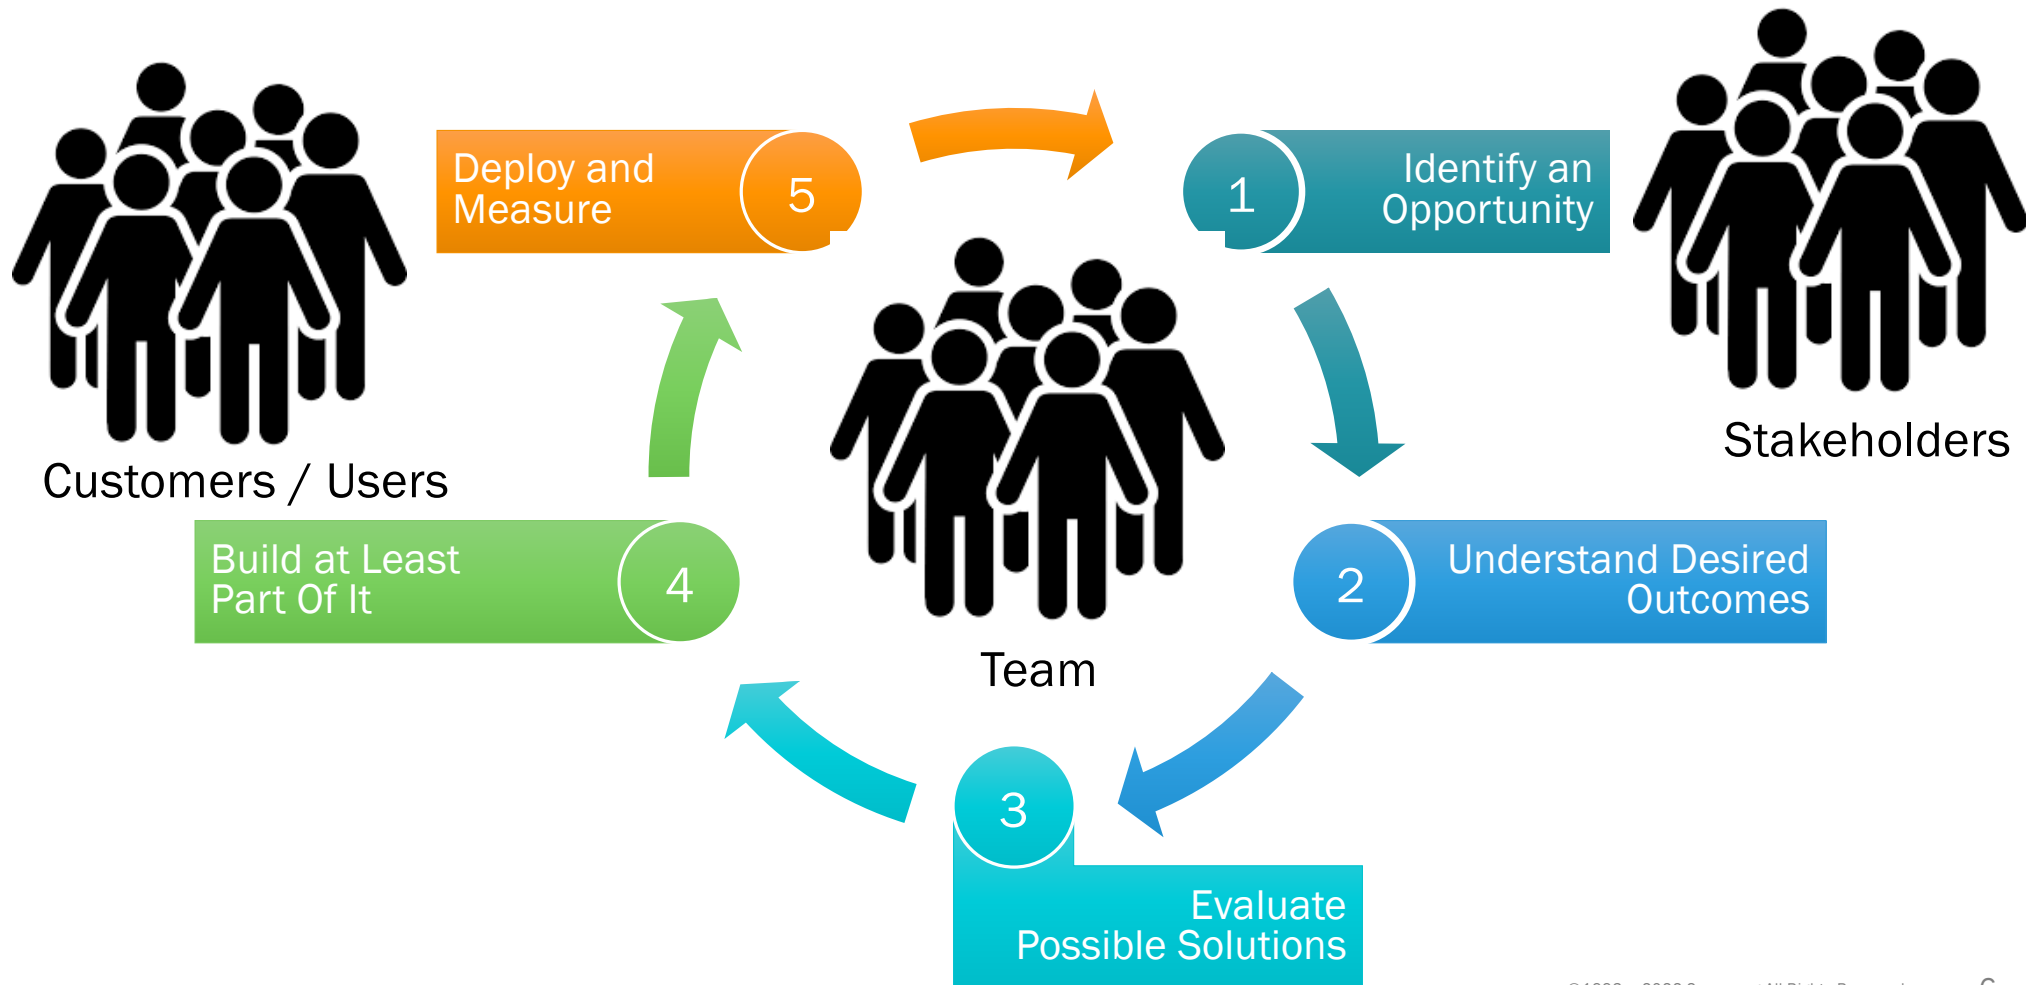 Deploy and
Measure
5
1
Identify an
Opportunity
Customers / Users
Stakeholders
Build at Least
Part Of It
4
2
Understand Desired
Outcomes
Team
3
Evaluate
Possible Solutions